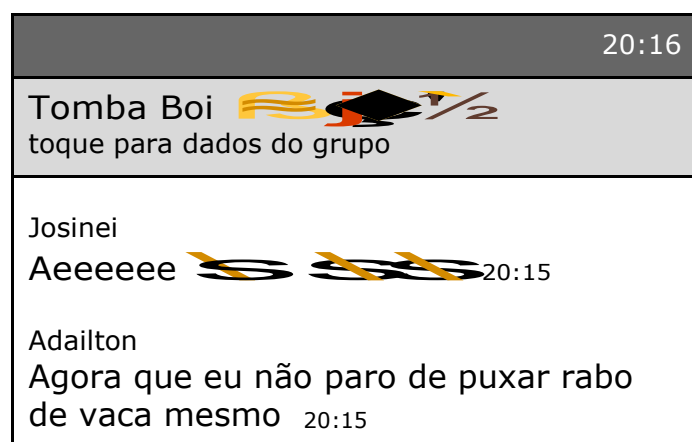 20:16
Tomba Boi
toque para dados do grupo
Josinei
Aeeeeee 20:15
Adailton
Agora que eu não paro de puxar rabo
de vaca mesmo 20:15